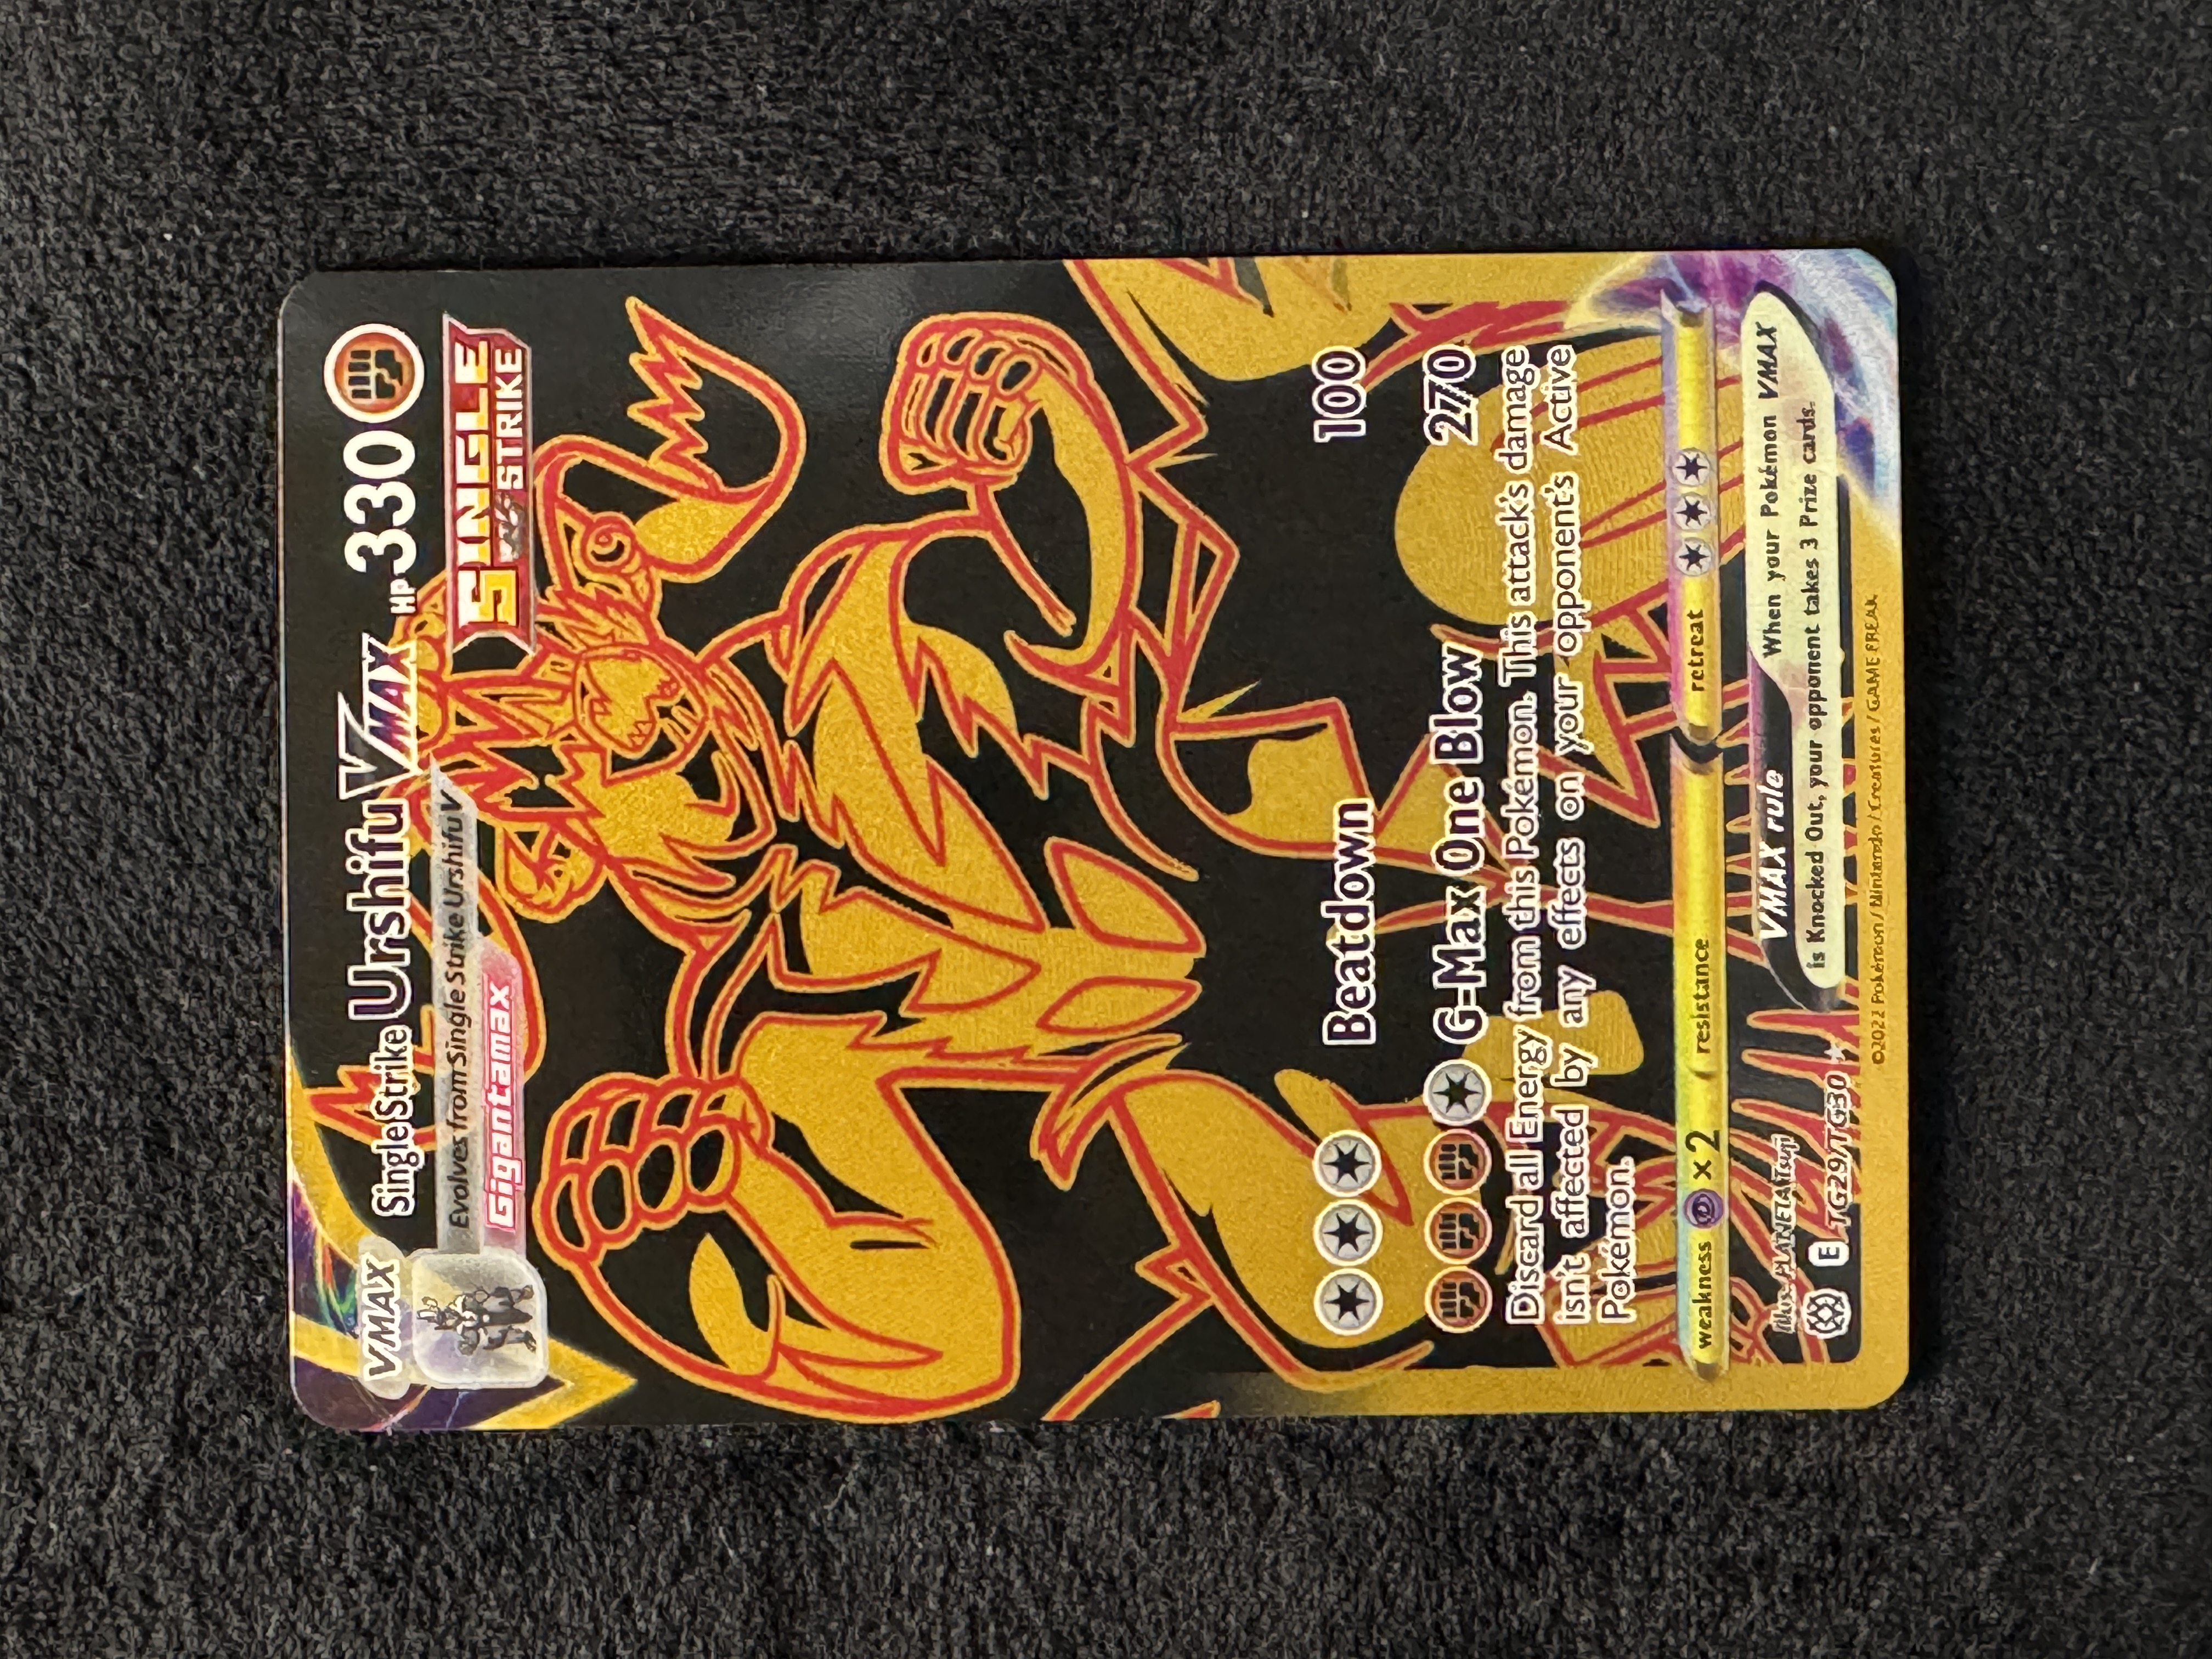 VMAX
Single Strike Urshifu VMAX HP 330
Evolves from Single Strike Urshifu V
Gigantamax
SINGLE
STRIKE
Beatdown 100
G-Max One Blow 270
Discard all Energy from this Pokémon. This attack's damage
isn't affected by any effects on your opponent's Active
Pokémon.
weakness x2 resistance retreat
VMAX rule When your Pokémon VMAX
is Knocked Out, your opponent takes 3 Prize cards.
Illus. PLANETA Tsuji
E TG29/TG30
©2022 Pokémon / Nintendo / Creatures / GAME FREAK